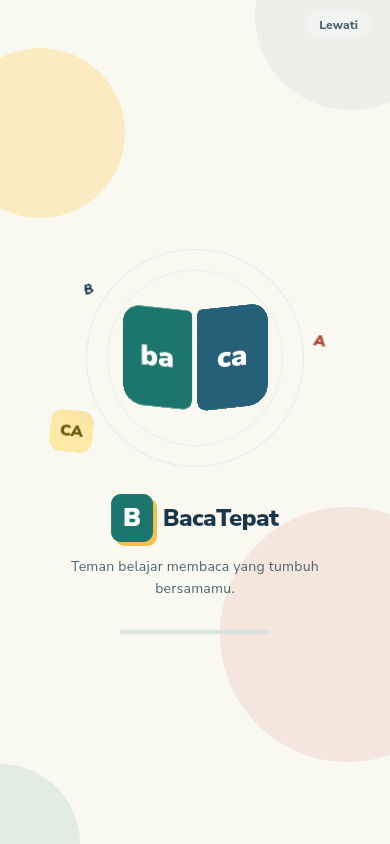 Lewati
B
A
ba ca
CA
B BacaTepat
Teman belajar membaca yang tumbuh
bersamamu.